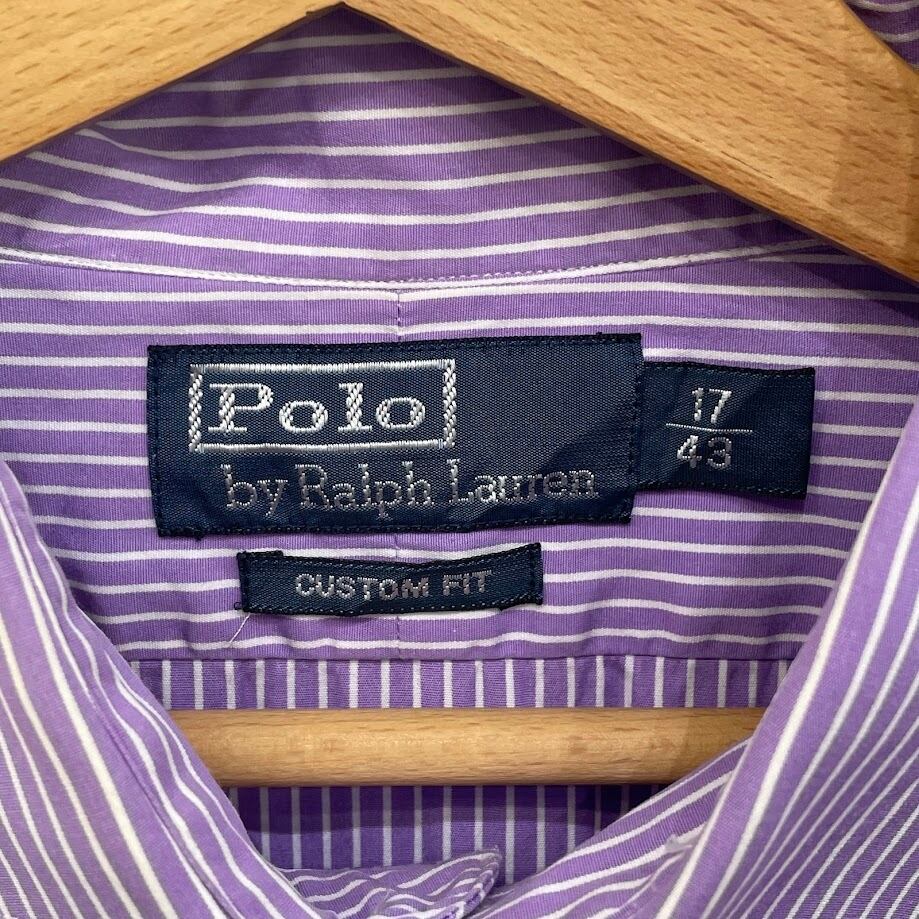 Polo
by Ralph Lauren
17
43
CUSTOM FIT